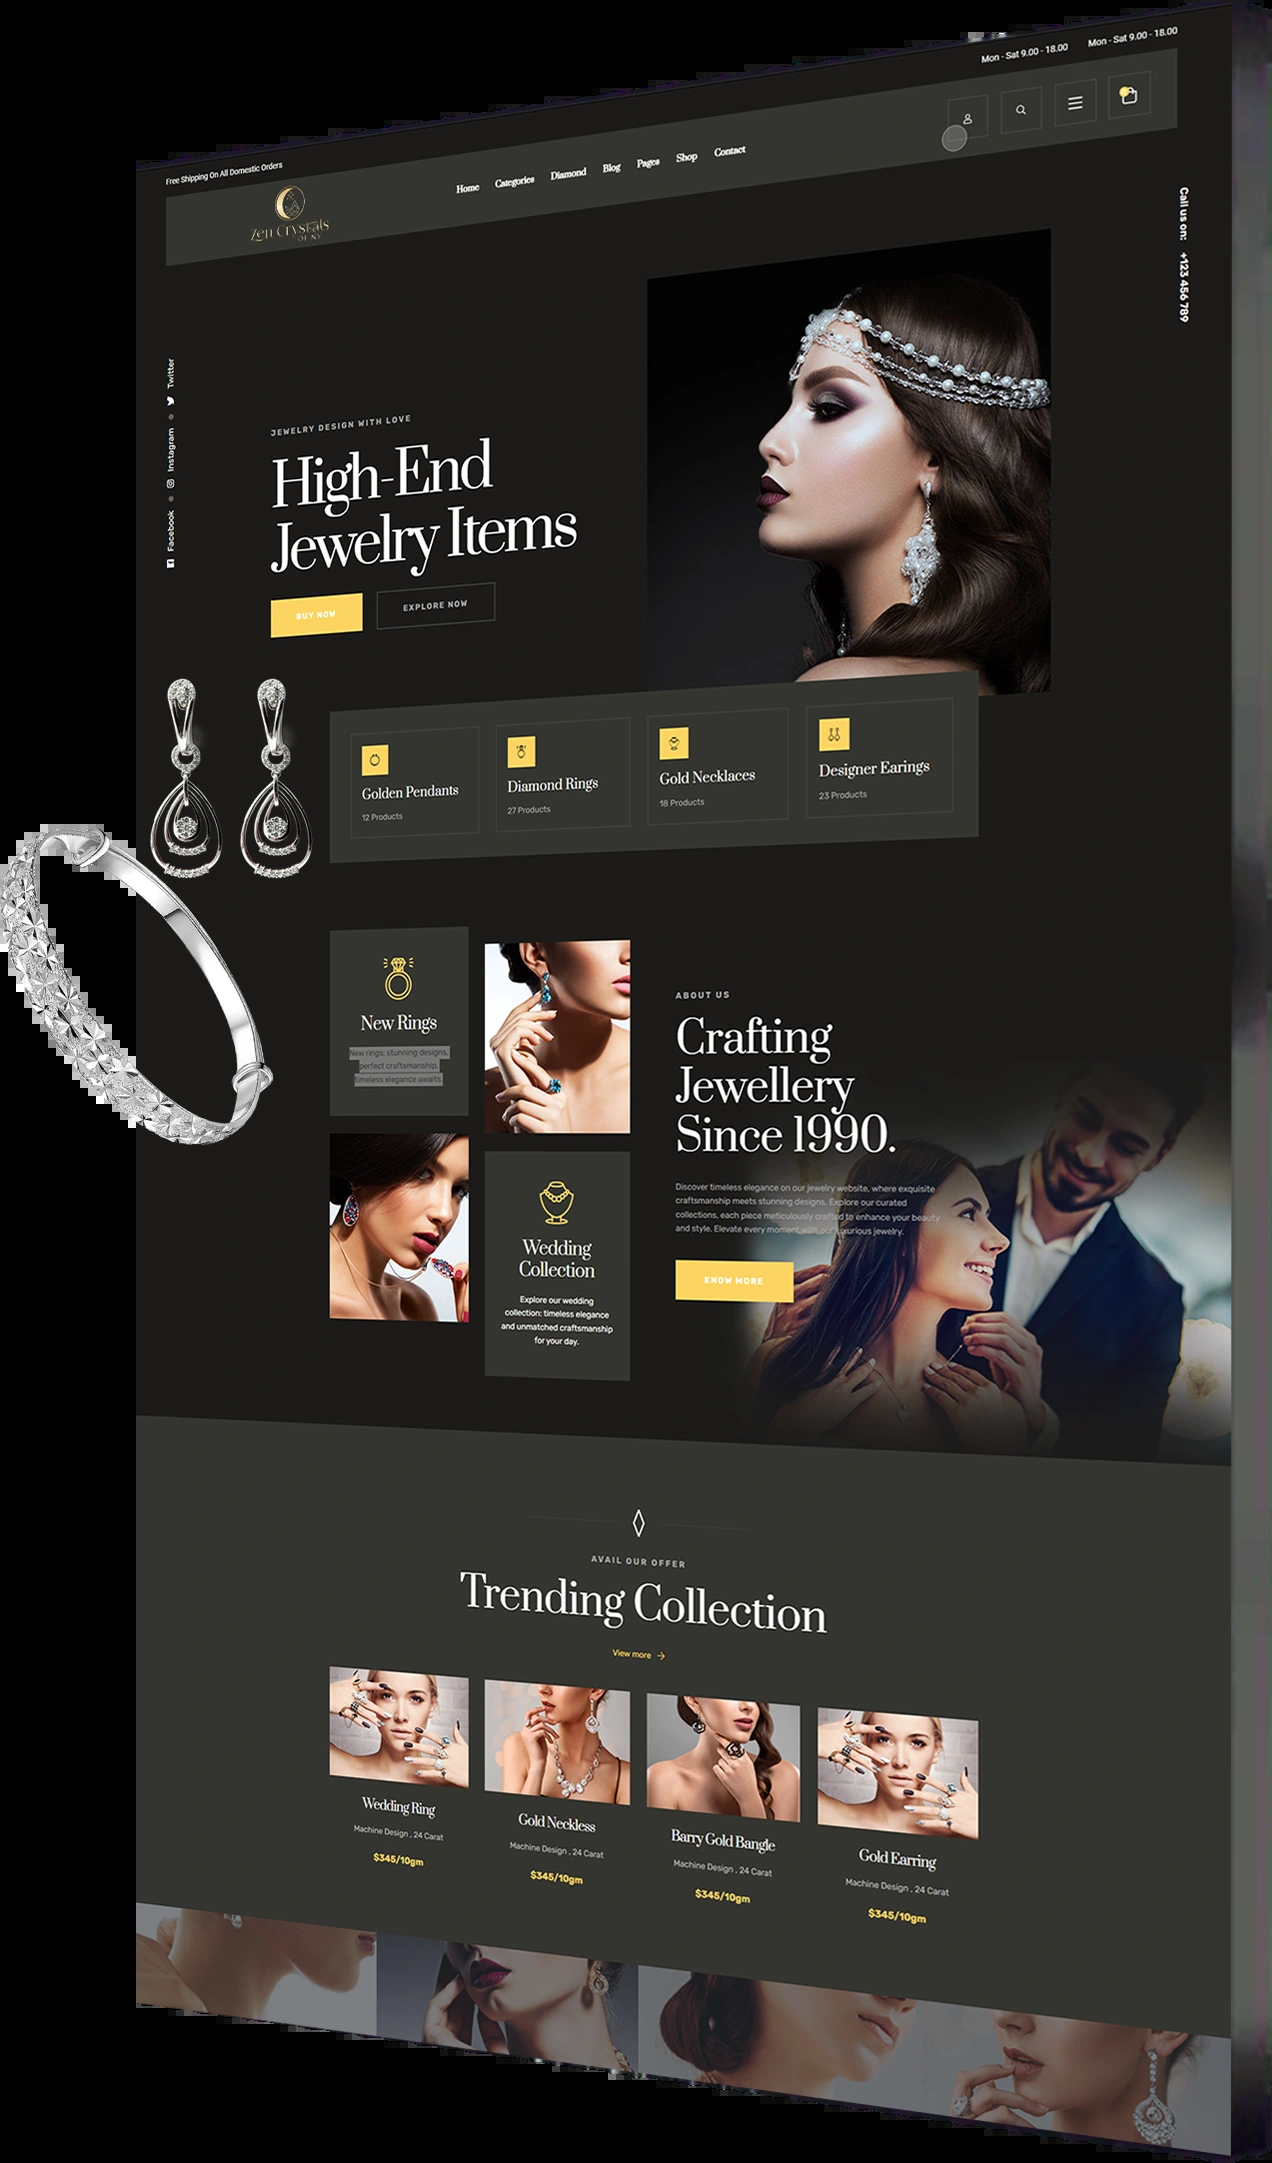 Mon - Sat 9.00 - 18.00
Mon - Sat 9.00 - 18.00
Free Shipping On All Domestic Orders
Zen Crystals
OF NY
Home
Categories
Diamond
Blog
Pages
Shop
Contact
Call us on: +123 456 789
Facebook
Instagram
Twitter
JEWELRY DESIGN WITH LOVE
High-End
Jewelry Items
BUY NOW
EXPLORE NOW
Golden Pendants
12 Products
Diamond Rings
27 Products
Gold Necklaces
18 Products
Designer Earings
23 Products
New Rings
New rings: stunning designs,
perfect craftsmanship,
timeless elegance awaits.
Wedding
Collection
Explore our wedding
collection: timeless elegance
and unmatched craftsmanship
for your day.
ABOUT US
Crafting
Jewellery
Since 1990.
Discover timeless elegance on our jewelry website, where exquisite
craftsmanship meets stunning designs. Explore our curated
collections, each piece meticulously crafted to enhance your beauty
and style. Elevate every moment with our luxurious jewelry.
KNOW MORE
AVAIL OUR OFFER
Trending Collection
View more
Wedding Ring
Machine Design , 24 Carat
$345/10gm
Gold Neckless
Machine Design , 24 Carat
$345/10gm
Barry Gold Bangle
Machine Design , 24 Carat
$345/10gm
Gold Earring
Machine Design , 24 Carat
$345/10gm